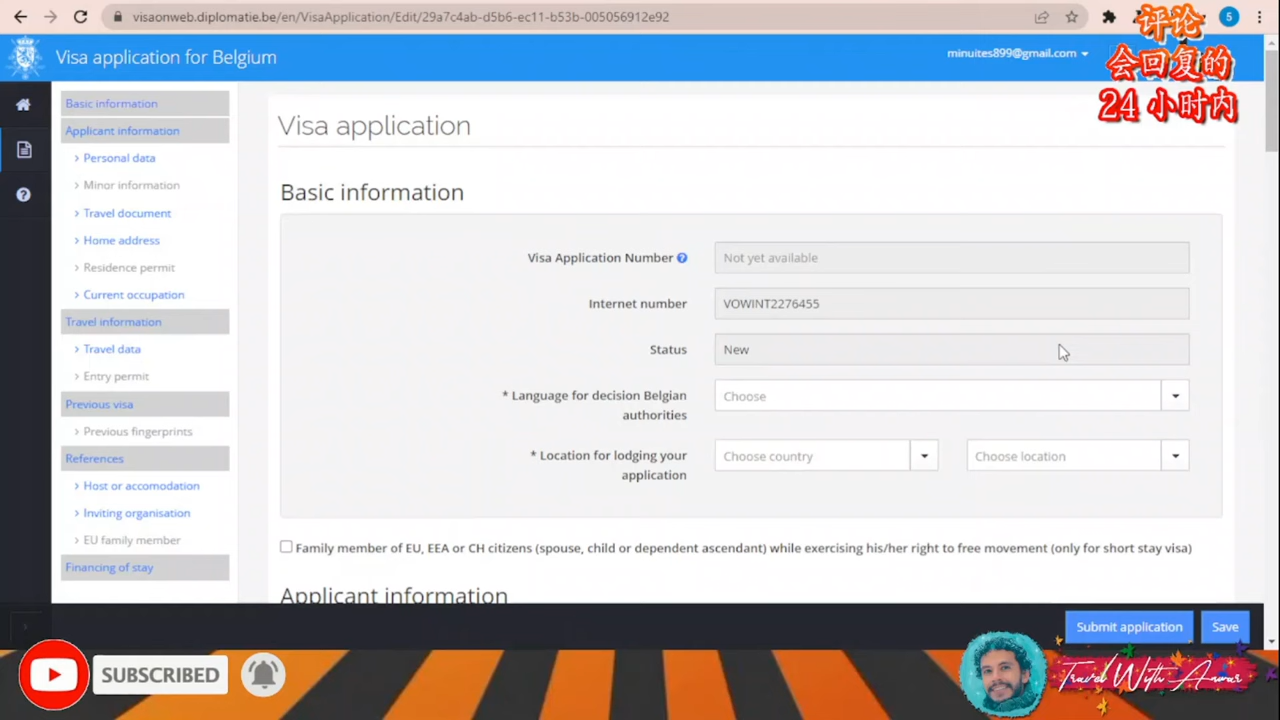 visaonweb.diplomatie.be/en/VisaApplication/Edit/29a7c4ab-d5b6-ec11-b53b-005056912e92
5
评论
会回复的
24 小时内
Visa application for Belgium
minuites899@gmail.com
Basic information
Applicant information
Personal data
Minor information
Travel document
Home address
Residence permit
Current occupation
Travel information
Travel data
Entry permit
Previous visa
Previous fingerprints
References
Host or accomodation
Inviting organisation
EU family member
Financing of stay
Visa application
Basic information
Visa Application Number ? Not yet available
Internet number VOWINT2276455
Status New
* Language for decision Belgian
authorities
Choose
* Location for lodging your
application
Choose country Choose location
Family member of EU, EEA or CH citizens (spouse, child or dependent ascendant) while exercising his/her right to free movement (only for short stay visa)
Applicant information
Submit application Save
SUBSCRIBED
Travel With Anwar